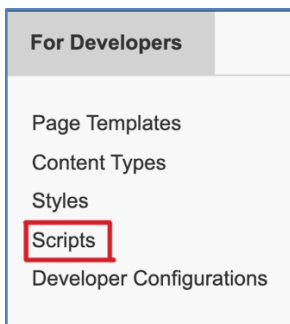 For Developers
Page Templates
Content Types
Styles
Scripts
Developer Configurations